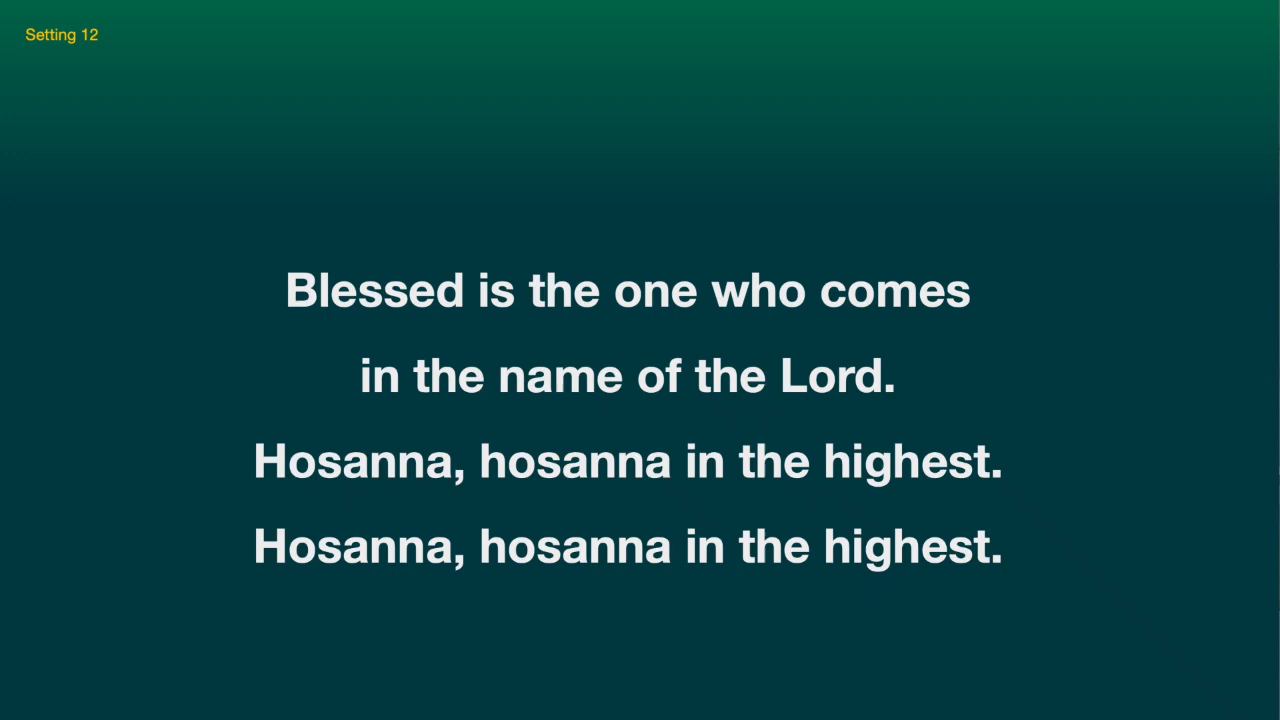 Setting 12
Blessed is the one who comes
in the name of the Lord.
Hosanna, hosanna in the highest.
Hosanna, hosanna in the highest.